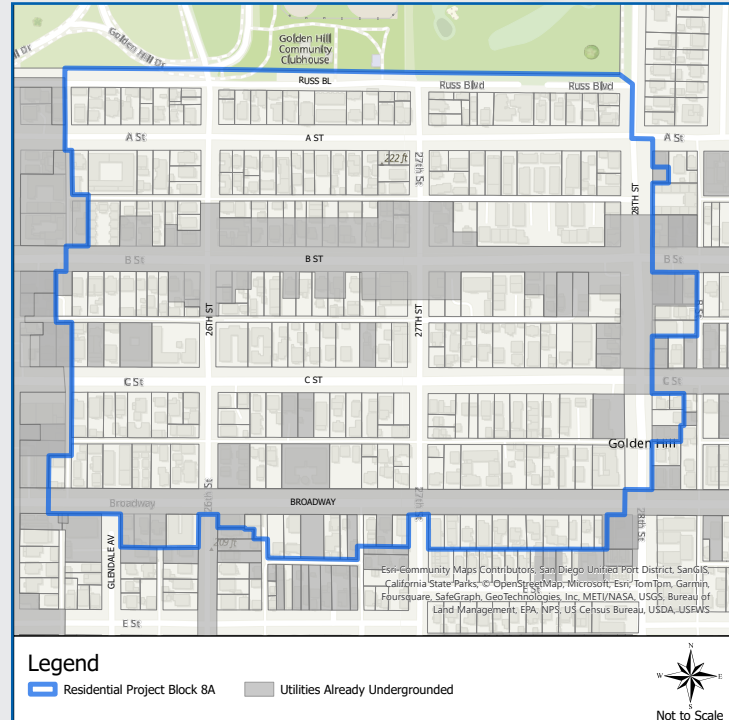 Golden Hill
Community
Clubhouse
ll Dr
Golden Hill Dr
RUSS BL
Russ Blvd
Russ Blvd
A St
A ST
A St
222 ft
27th St
28TH ST
B St
B ST
B St
B St
26TH ST
27TH ST
C St
C ST
C St
Golden Hill
26th St
27th St
Broadway
BROADWAY
28th St
GLENDALE AV
209 ft
E St
E St
Esri Community Maps Contributors, San Diego Unified Port District, SanGIS,
California State Parks, © OpenStreetMap, Microsoft, Esri, TomTom, Garmin,
Foursquare, SafeGraph, GeoTechnologies, Inc, METI/NASA, USGS, Bureau of
Land Management, EPA, NPS, US Census Bureau, USDA, USFWS
Legend
Residential Project Block 8A
Utilities Already Undergrounded
N
W
E
S
Not to Scale